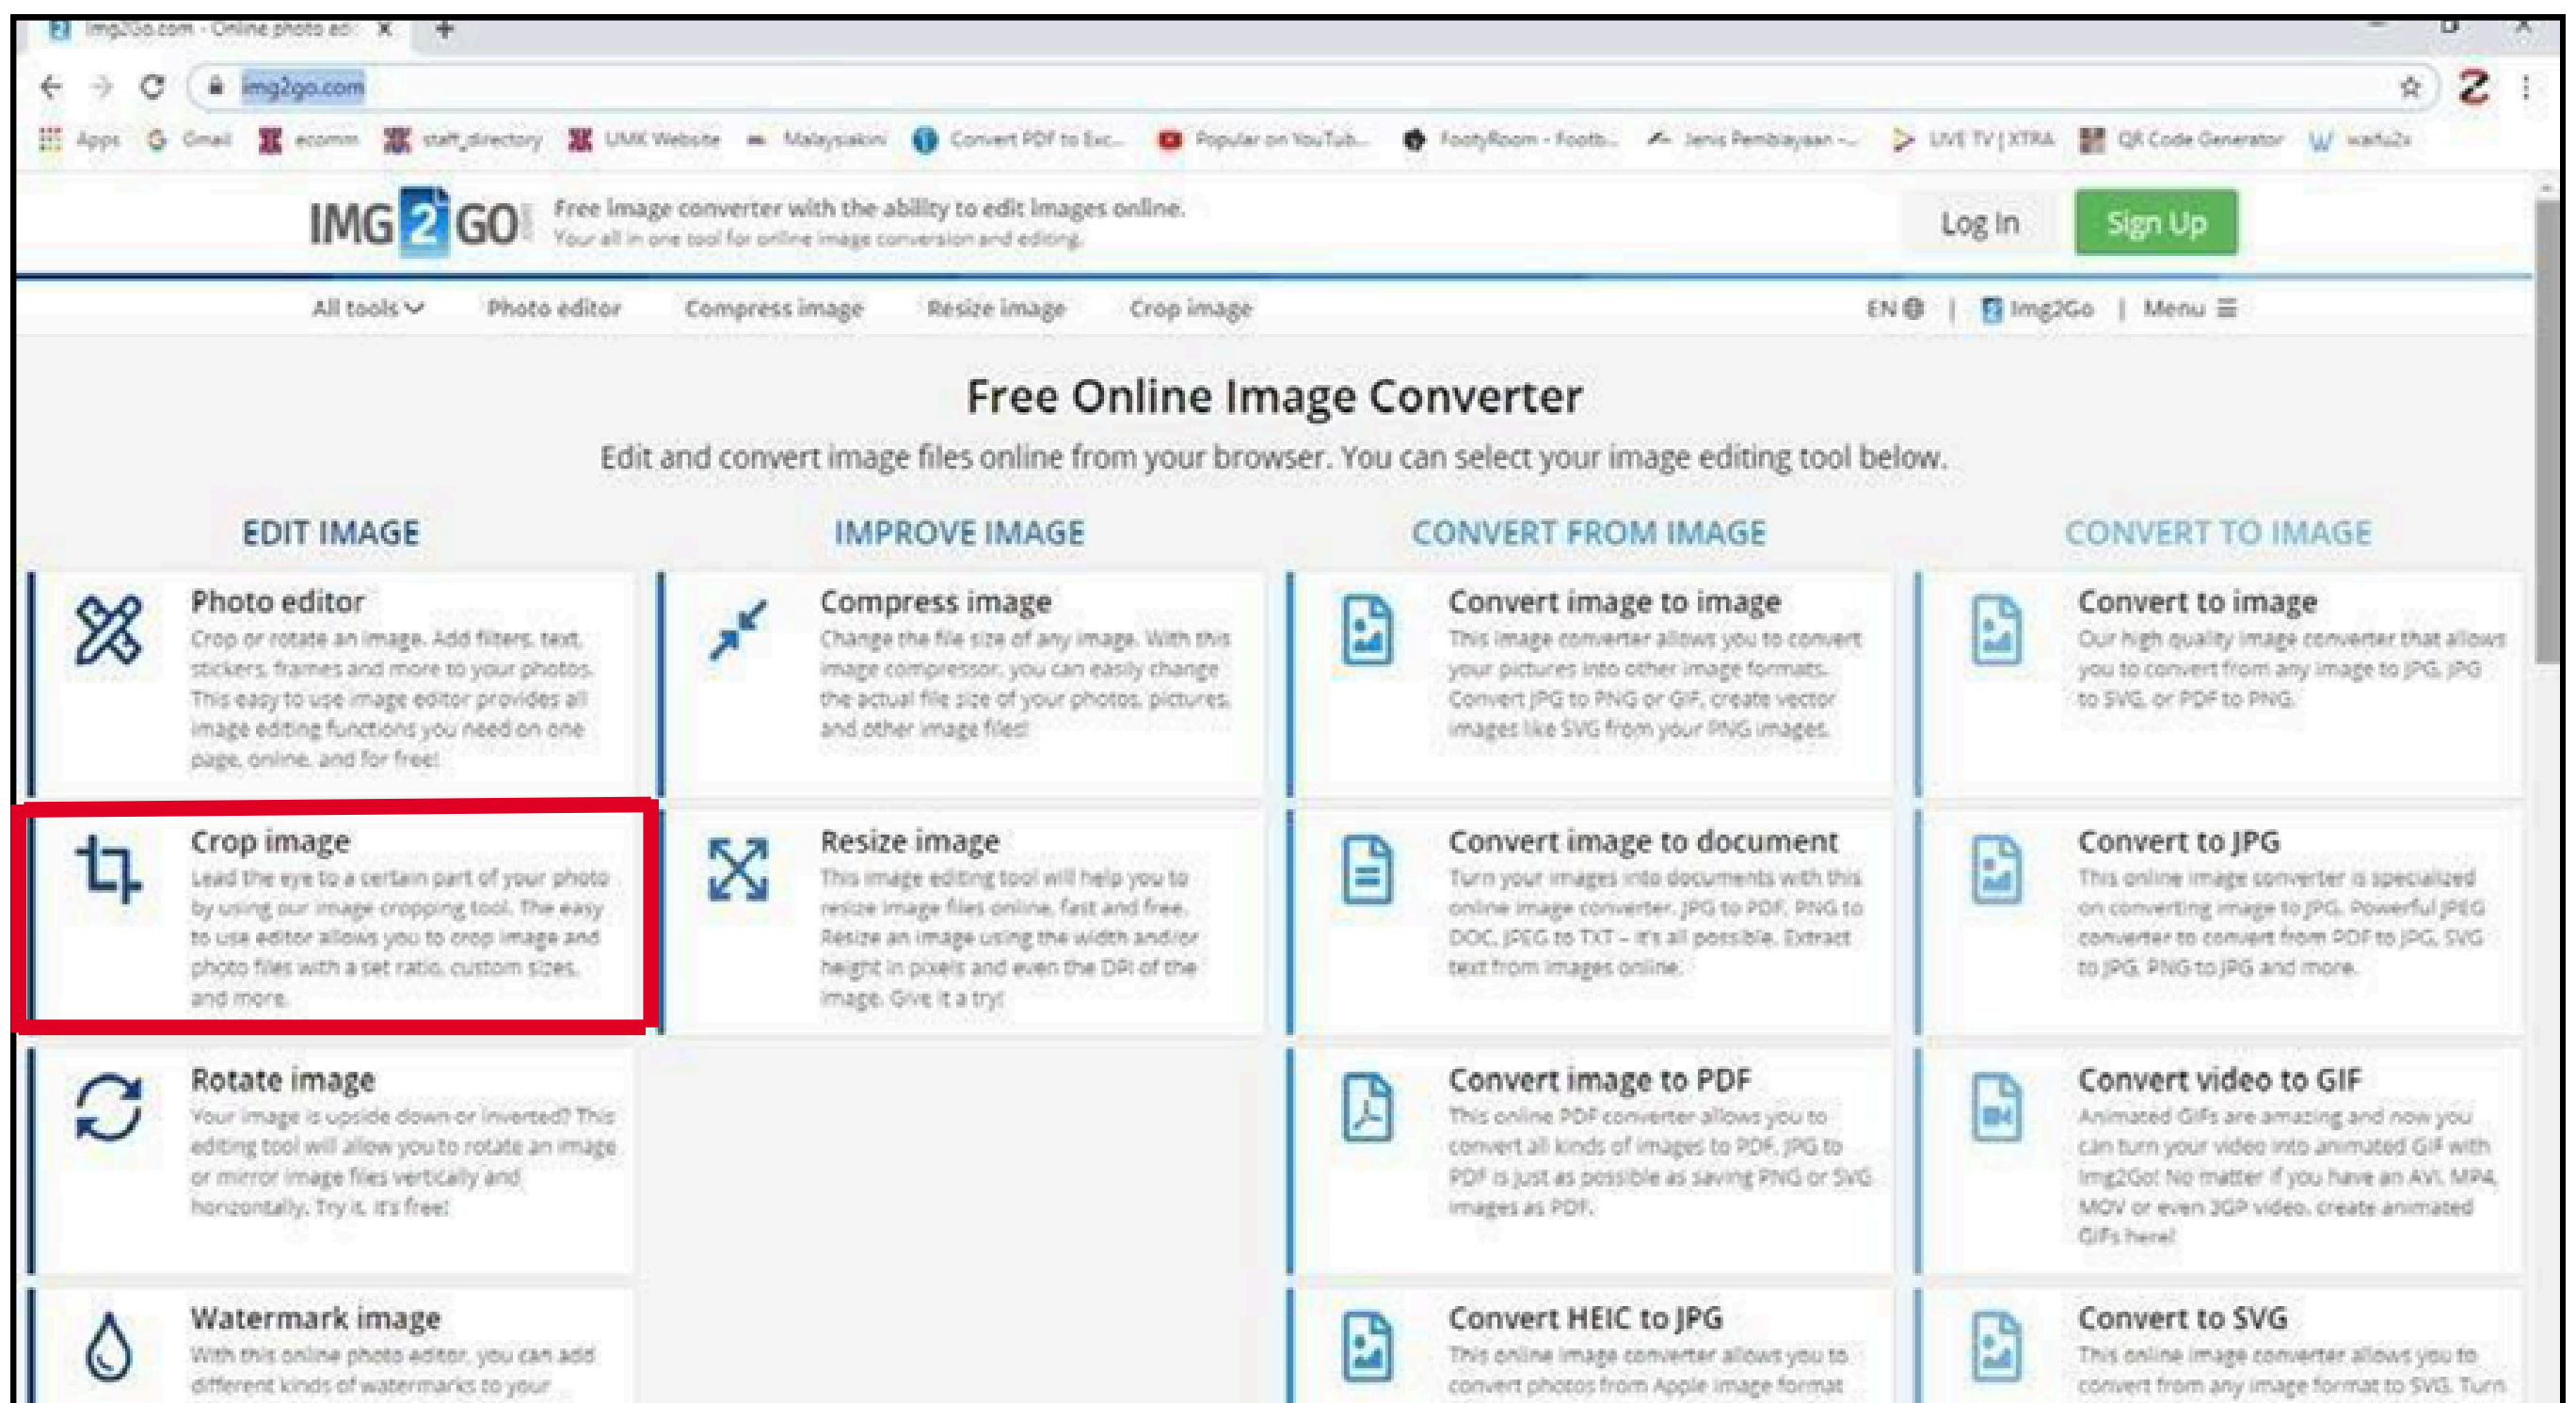 Img2Go.com - Online photo edi
img2go.com
Apps Gmail ecomm staff_directory UMK Website Malaysiakini Convert PDF to Exc... Popular on YouTub... FootyRoom - Footb... Jenis Pembiayaan -... LIVE TV | XTRA QR Code Generator waifu2x
IMG2GO Free image converter with the ability to edit images online.
Your all in one tool for online image conversion and editing.
Log In Sign Up
All tools Photo editor Compress image Resize image Crop image EN | Img2Go | Menu
Free Online Image Converter
Edit and convert image files online from your browser. You can select your image editing tool below.
EDIT IMAGE
Photo editor
Crop or rotate an image. Add filters, text,
stickers, frames and more to your photos.
This easy to use image editor provides all
image editing functions you need on one
page, online, and for free!
Crop image
Lead the eye to a certain part of your photo
by using our image cropping tool. The easy
to use editor allows you to crop image and
photo files with a set ratio, custom sizes,
and more.
Rotate image
Your image is upside down or inverted? This
editing tool will allow you to rotate an image
or mirror image files vertically and
horizontally. Try it, it's free!
Watermark image
With this online photo editor, you can add
different kinds of watermarks to your
IMPROVE IMAGE
Compress image
Change the file size of any image. With this
image compressor, you can easily change
the actual file size of your photos, pictures,
and other image files!
Resize image
This image editing tool will help you to
resize image files online, fast and free.
Resize an image using the width and/or
height in pixels and even the DPI of the
image. Give it a try!
CONVERT FROM IMAGE
Convert image to image
This image converter allows you to convert
your pictures into other image formats.
Convert JPG to PNG or GIF, create vector
images like SVG from your PNG images.
Convert image to document
Turn your images into documents with this
online image converter. JPG to PDF, PNG to
DOC, JPEG to TXT – it's all possible. Extract
text from images online.
Convert image to PDF
This online PDF converter allows you to
convert all kinds of images to PDF. JPG to
PDF is just as possible as saving PNG or SVG
images as PDF.
Convert HEIC to JPG
This online image converter allows you to
convert photos from Apple image format
CONVERT TO IMAGE
Convert to image
Our high quality image converter that allows
you to convert from any image to JPG, JPG
to SVG, or PDF to PNG.
Convert to JPG
This online image converter is specialized
on converting image to JPG. Powerful JPEG
converter to convert from PDF to JPG, SVG
to JPG, PNG to JPG and more.
Convert video to GIF
Animated GIFs are amazing and now you
can turn your video into animated GIF with
Img2Go! No matter if you have an AVI, MP4,
MOV or even 3GP video, create animated
GIFs here!
Convert to SVG
This online image converter allows you to
convert from any image format to SVG. Turn